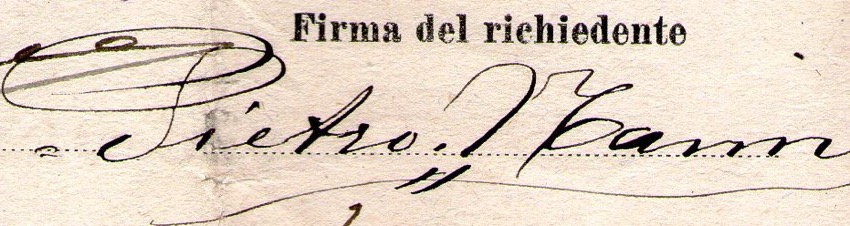 Firma del richiedente
Pietro